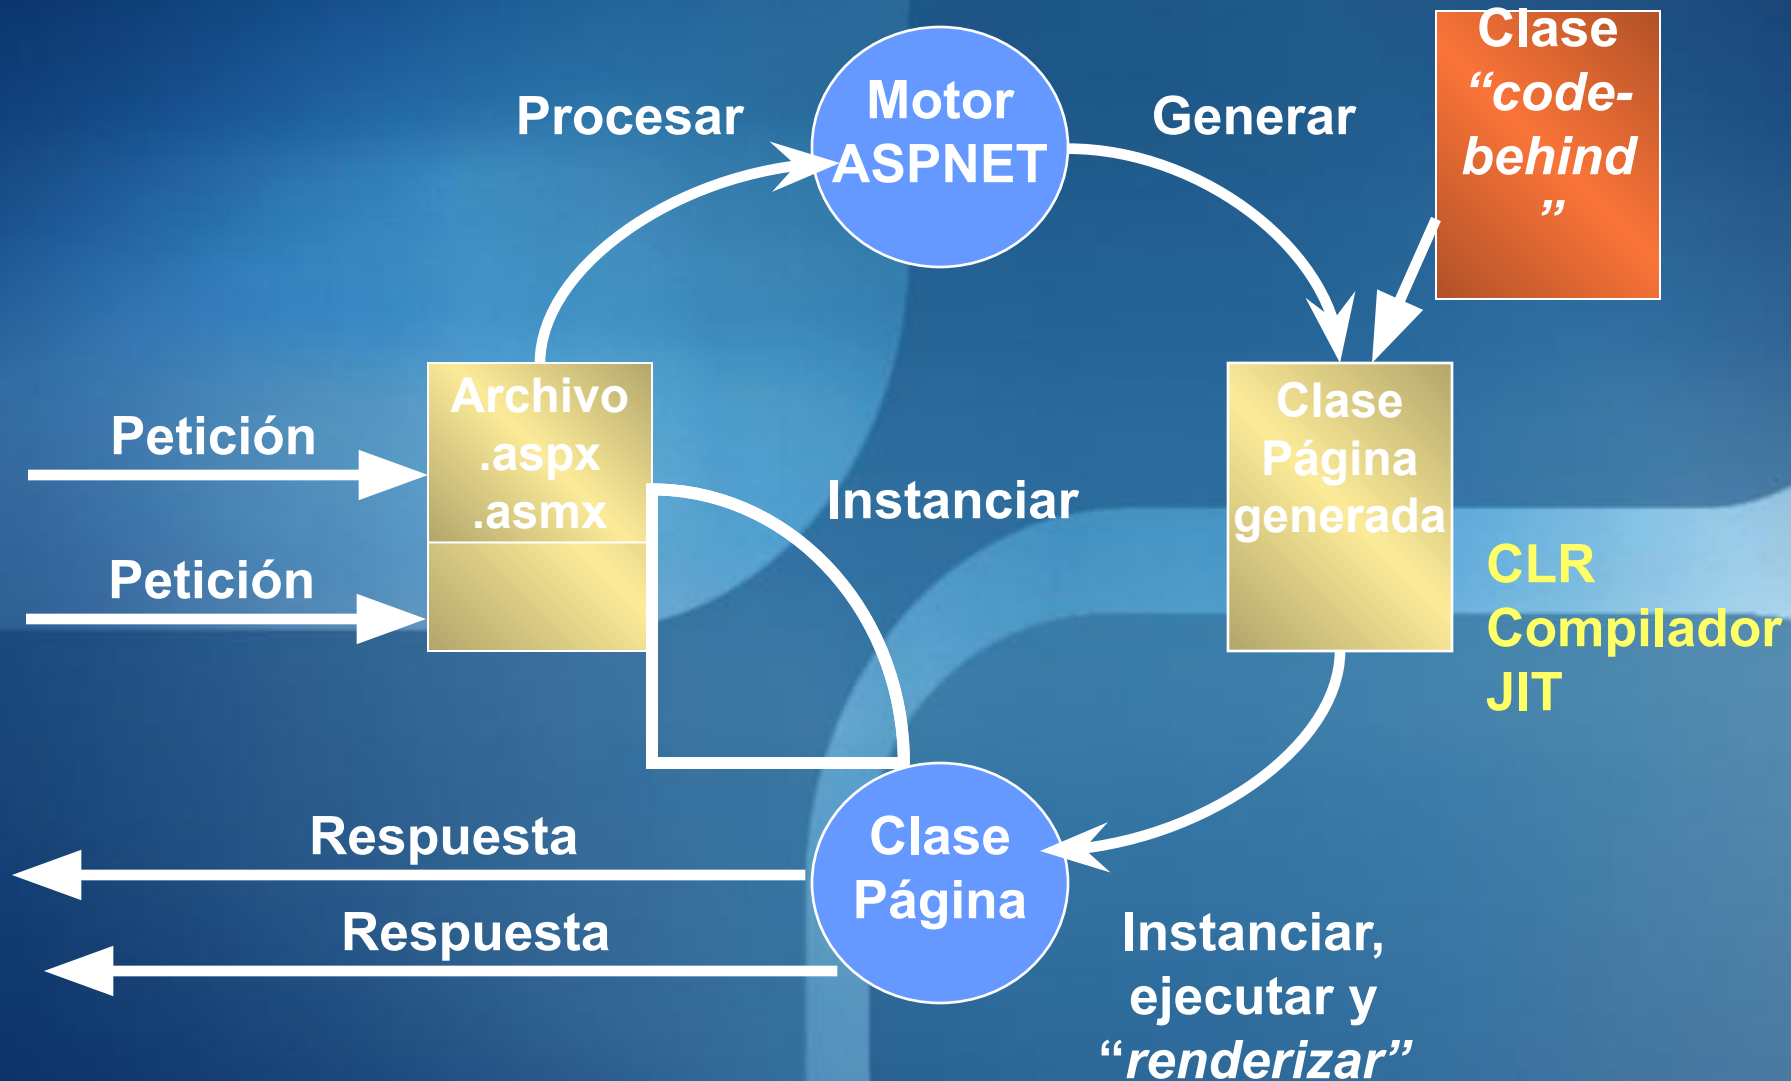 Clase
“code-
behind
”
Procesar
Motor
ASPNET
Generar
Archivo
.aspx
.asmx
Clase
Página
generada
Petición
Instanciar
Petición
CLR
Compilador
JIT
Respuesta
Clase
Página
Respuesta
Instanciar,
ejecutar y
“renderizar”